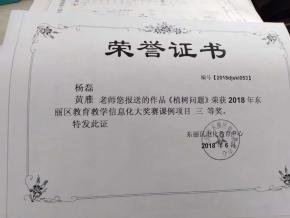 荣誉证书
编号【2018djykl053】
杨磊
黄雁 老师您报送的作品《植树问题》荣获2018年东
丽区教育教学信息化大奖赛课例项目 三 等奖。
特发此证
东丽区电化教育中心
2018年6月